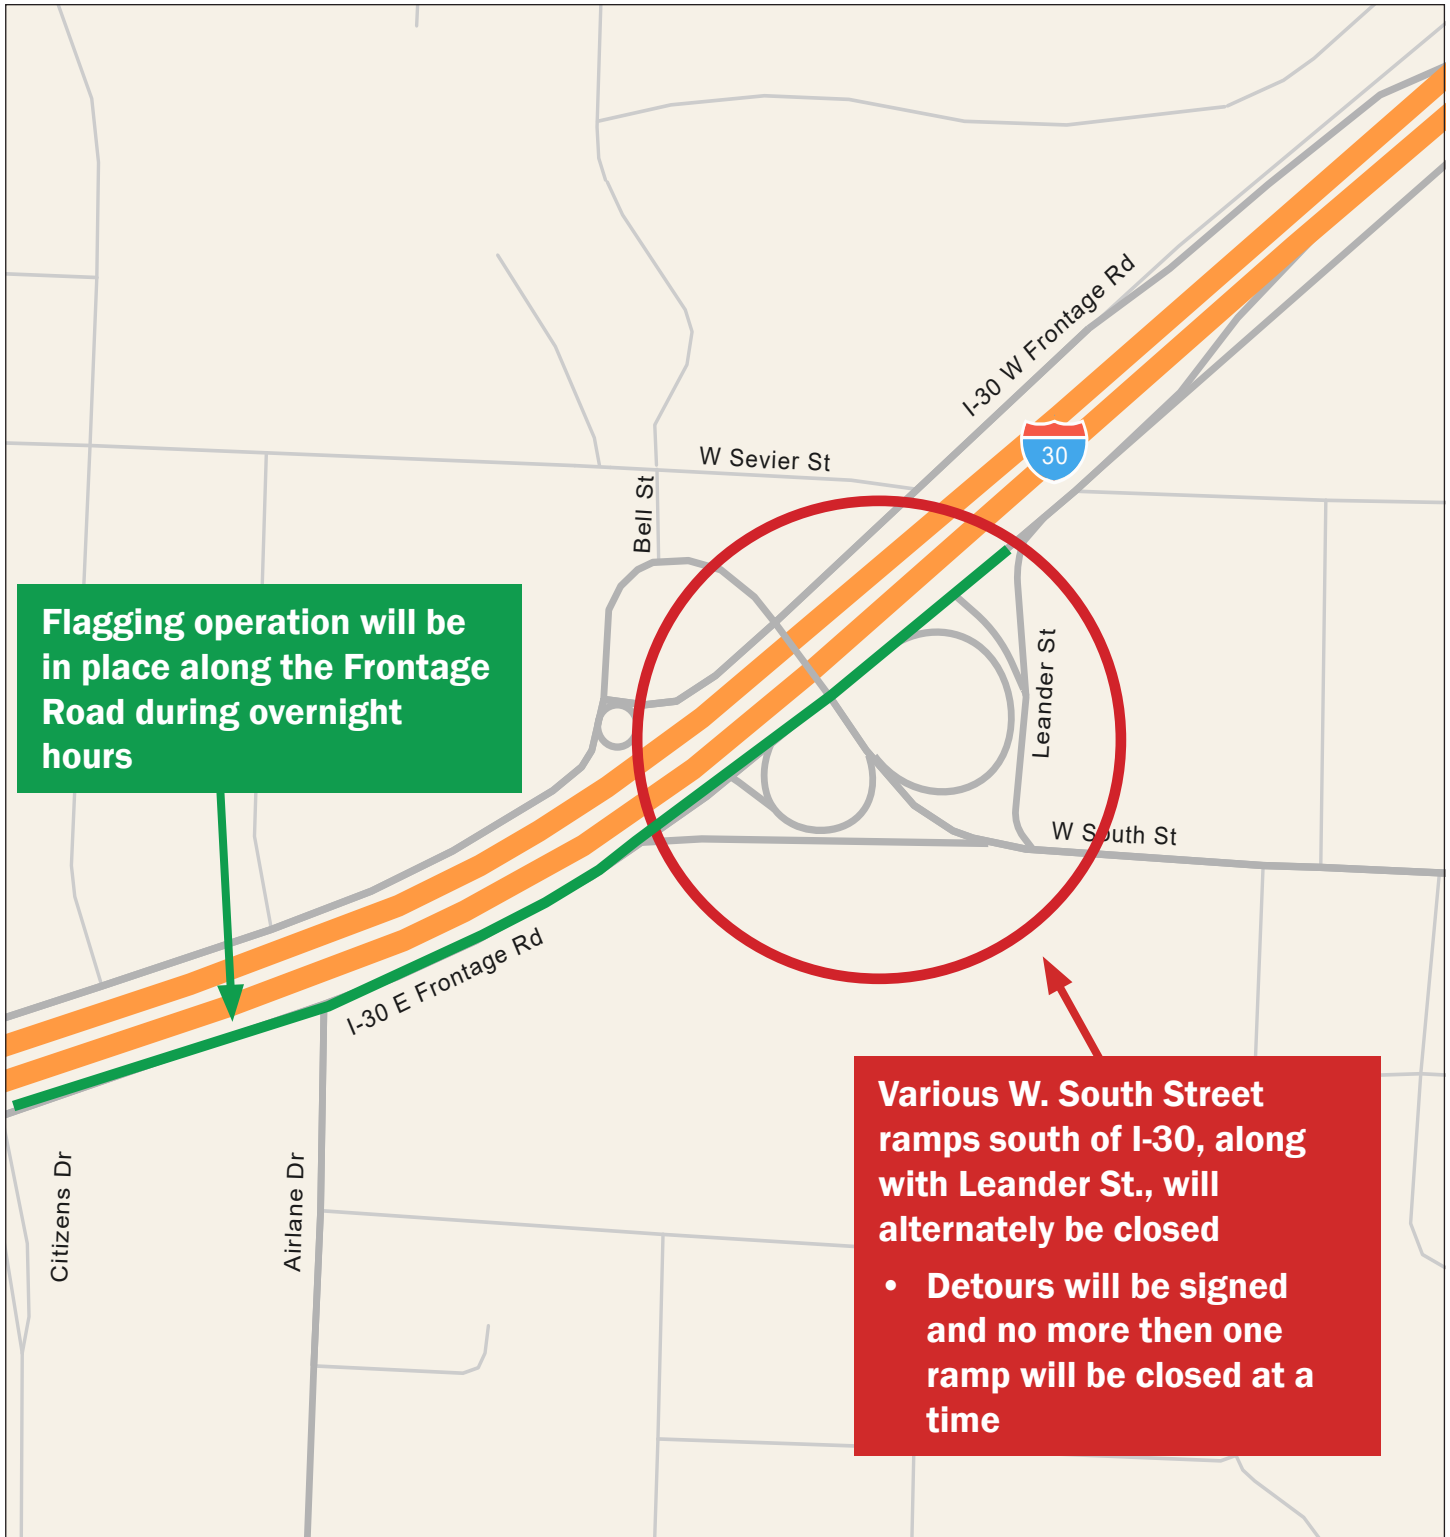 I-30 W Frontage Rd
30
W Sevier St
Bell St
Flagging operation will be
in place along the Frontage
Road during overnight
hours
Leander St
W South St
I-30 E Frontage Rd
Citizens Dr
Airlane Dr
Various W. South Street
ramps south of I-30, along
with Leander St., will
alternately be closed
• Detours will be signed
and no more then one
ramp will be closed at a
time